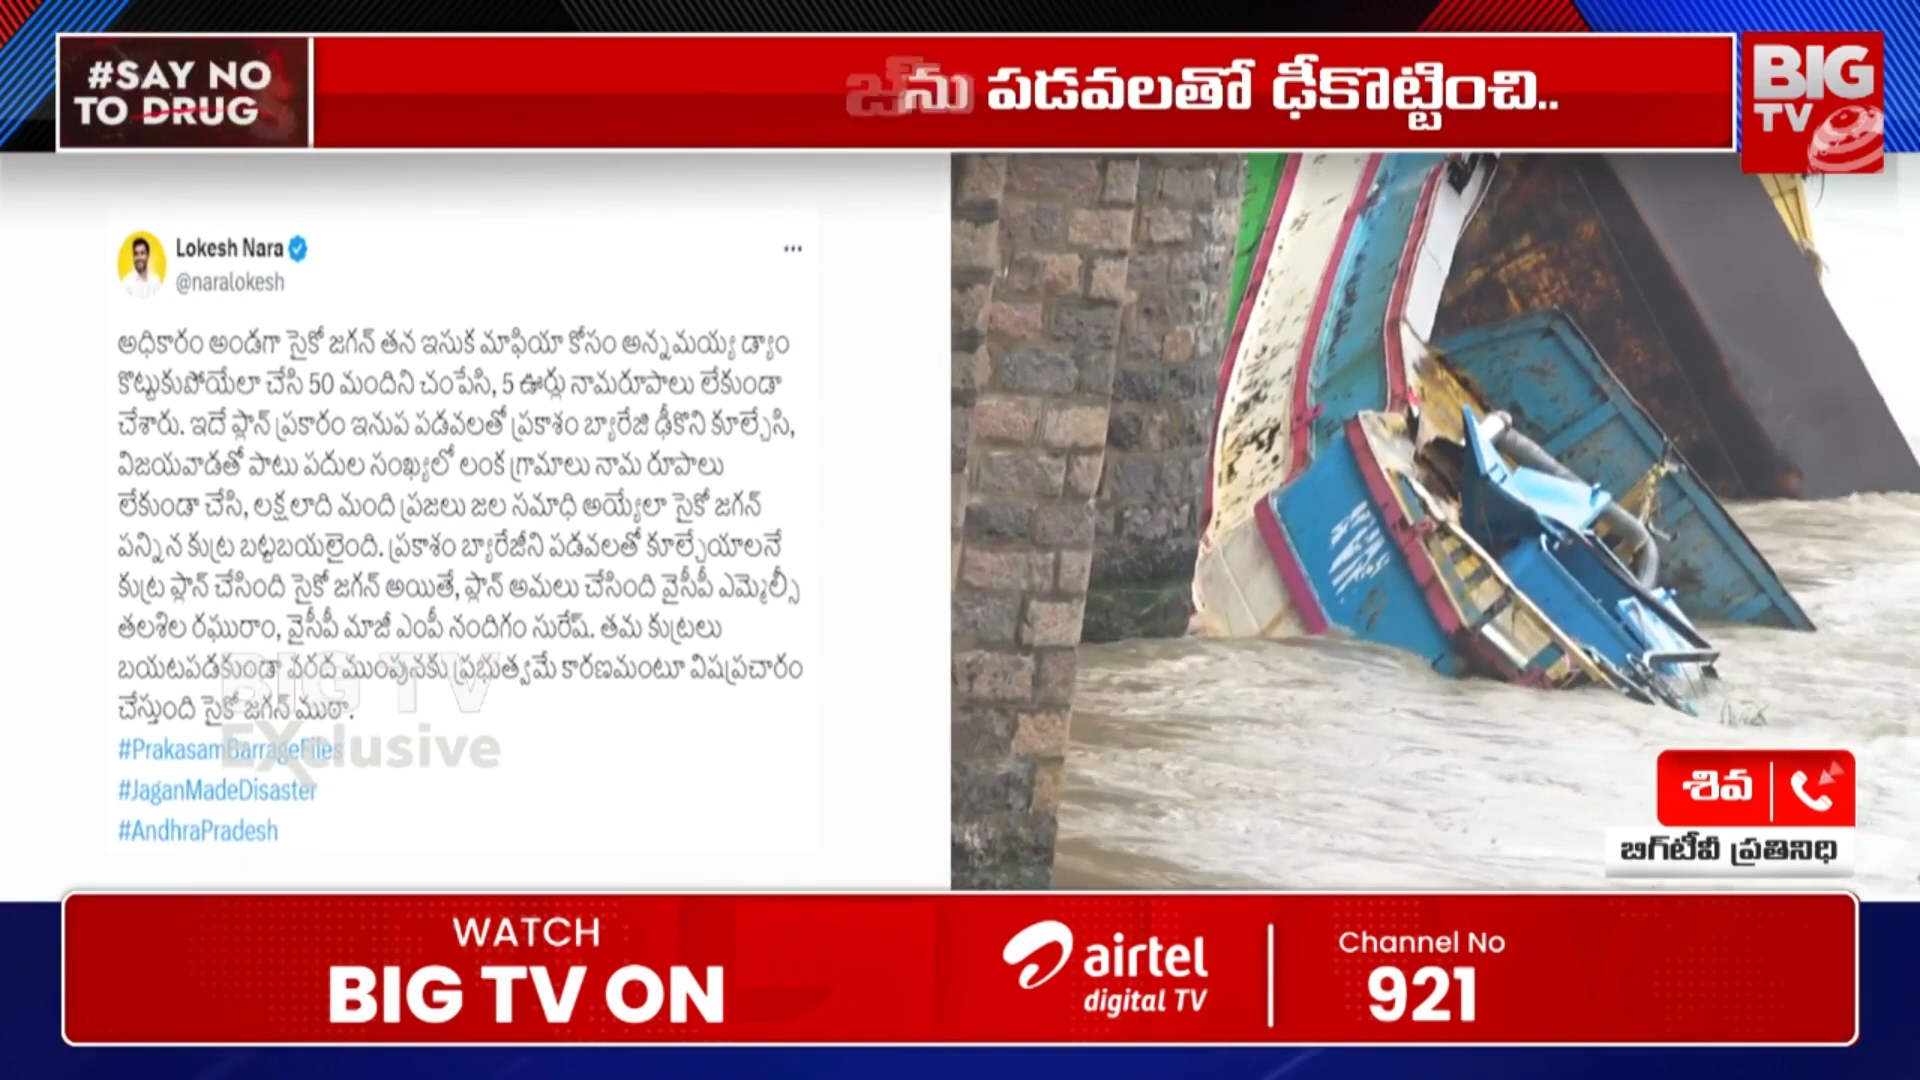 #SAY NO
TO DRUG
ను పడవలతో ఢీకొట్టించి..
BIG
TV
Lokesh Nara
@naralokesh
అధికారం అండగా సైకో జగన్ తన ఇసుక మాఫియా కోసం అన్నమయ్య డ్యాం
కొట్టుకుపోయేలా చేసి 50 మందిని చంపేసి, 5 ఊర్లు నామరూపాలు లేకుండా
చేశారు. ఇదే ప్లాన్ ప్రకారం ఇనుప పడవలతో ప్రకాశం బ్యారేజి ఢీకొని కూల్చేసి,
విజయవాడతో పాటు పదుల సంఖ్యలో లంక గ్రామాలు నామ రూపాలు
లేకుండా చేసి, లక్షలాది మంది ప్రజలు జల సమాధి అయ్యేలా సైకో జగన్
పన్నిన కుట్ర బట్టబయలైంది. ప్రకాశం బ్యారేజీని పడవలతో కూల్చేయాలనే
కుట్ర ప్లాన్ చేసింది సైకో జగన్ అయితే, ప్లాన్ అమలు చేసింది వైసీపీ ఎమ్మెల్సీ
తలశిల రఘురాం, వైసీపీ మాజీ ఎంపీ నందిగం సురేష్. తమ కుట్రలు
బయటపడకుండా వరద ముంపునకు ప్రభుత్వమే కారణమంటూ విషప్రచారం
చేస్తుంది సైకో జగన్ ముఠా.
#PrakasamBarrageFiles
#JaganMadeDisaster
#AndhraPradesh
BIG TV
Exclusive
శివ
బిగ్‌టీవీ ప్రతినిధి
WATCH
BIG TV ON
airtel
digital TV
Channel No
921